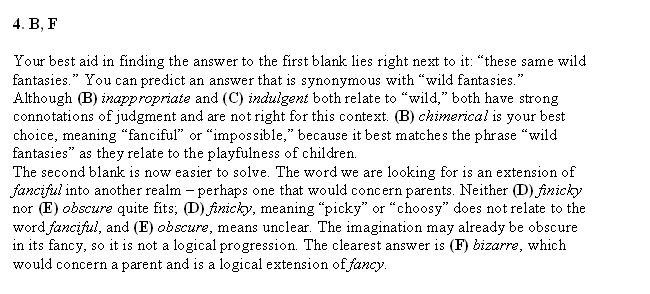 4. B, F
Your best aid in finding the answer to the first blank lies right next to it: “these same wild
fantasies.” You can predict an answer that is synonymous with “wild fantasies.”
Although (B) inappropriate and (C) indulgent both relate to “wild,” both have strong
connotations of judgment and are not right for this context. (B) chimerical is your best
choice, meaning “fanciful” or “impossible,” because it best matches the phrase “wild
fantasies” as they relate to the playfulness of children.
The second blank is now easier to solve. The word we are looking for is an extension of
fanciful into another realm – perhaps one that would concern parents. Neither (D) finicky
nor (E) obscure quite fits; (D) finicky, meaning “picky” or “choosy” does not relate to the
word fanciful, and (E) obscure, means unclear. The imagination may already be obscure
in its fancy, so it is not a logical progression. The clearest answer is (F) bizarre, which
would concern a parent and is a logical extension of fancy.